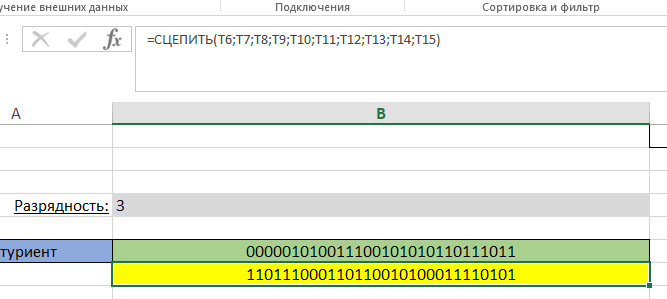 учение внешних данных Подключения Сортировка и фильтр
=СЦЕПИТЬ(T6;T7;T8;T9;T10;T11;T12;T13;T14;T15)
A B
Разрядность: 3
туриент 000001010011100101010110111011
110111000110110010100011110101